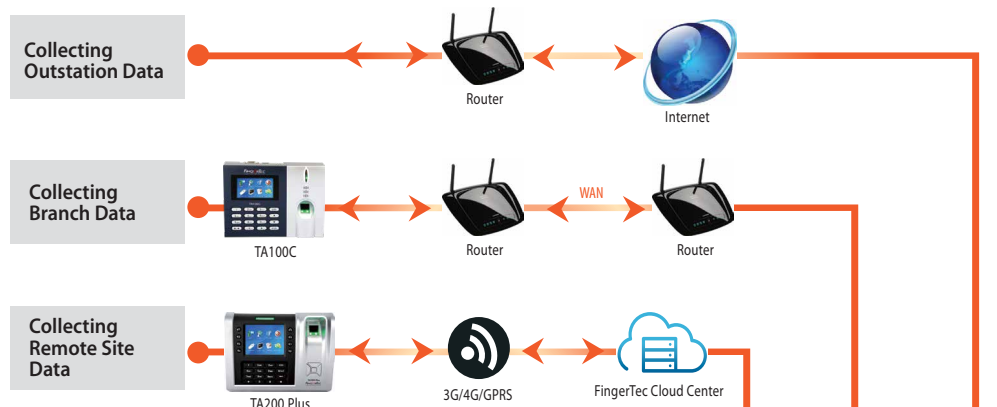 Collecting
Outstation Data
Router
Internet
Collecting
Branch Data
TA100C
Router
WAN
Router
Collecting
Remote Site
Data
TA200 Plus
3G/4G/GPRS
FingerTec Cloud Center